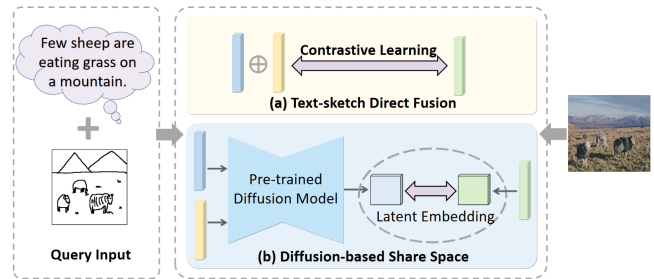 Few sheep are
eating grass on
a mountain.
Query Input
Contrastive Learning
(a) Text-sketch Direct Fusion
Pre-trained
Diffusion Model
Latent Embedding
(b) Diffusion-based Share Space